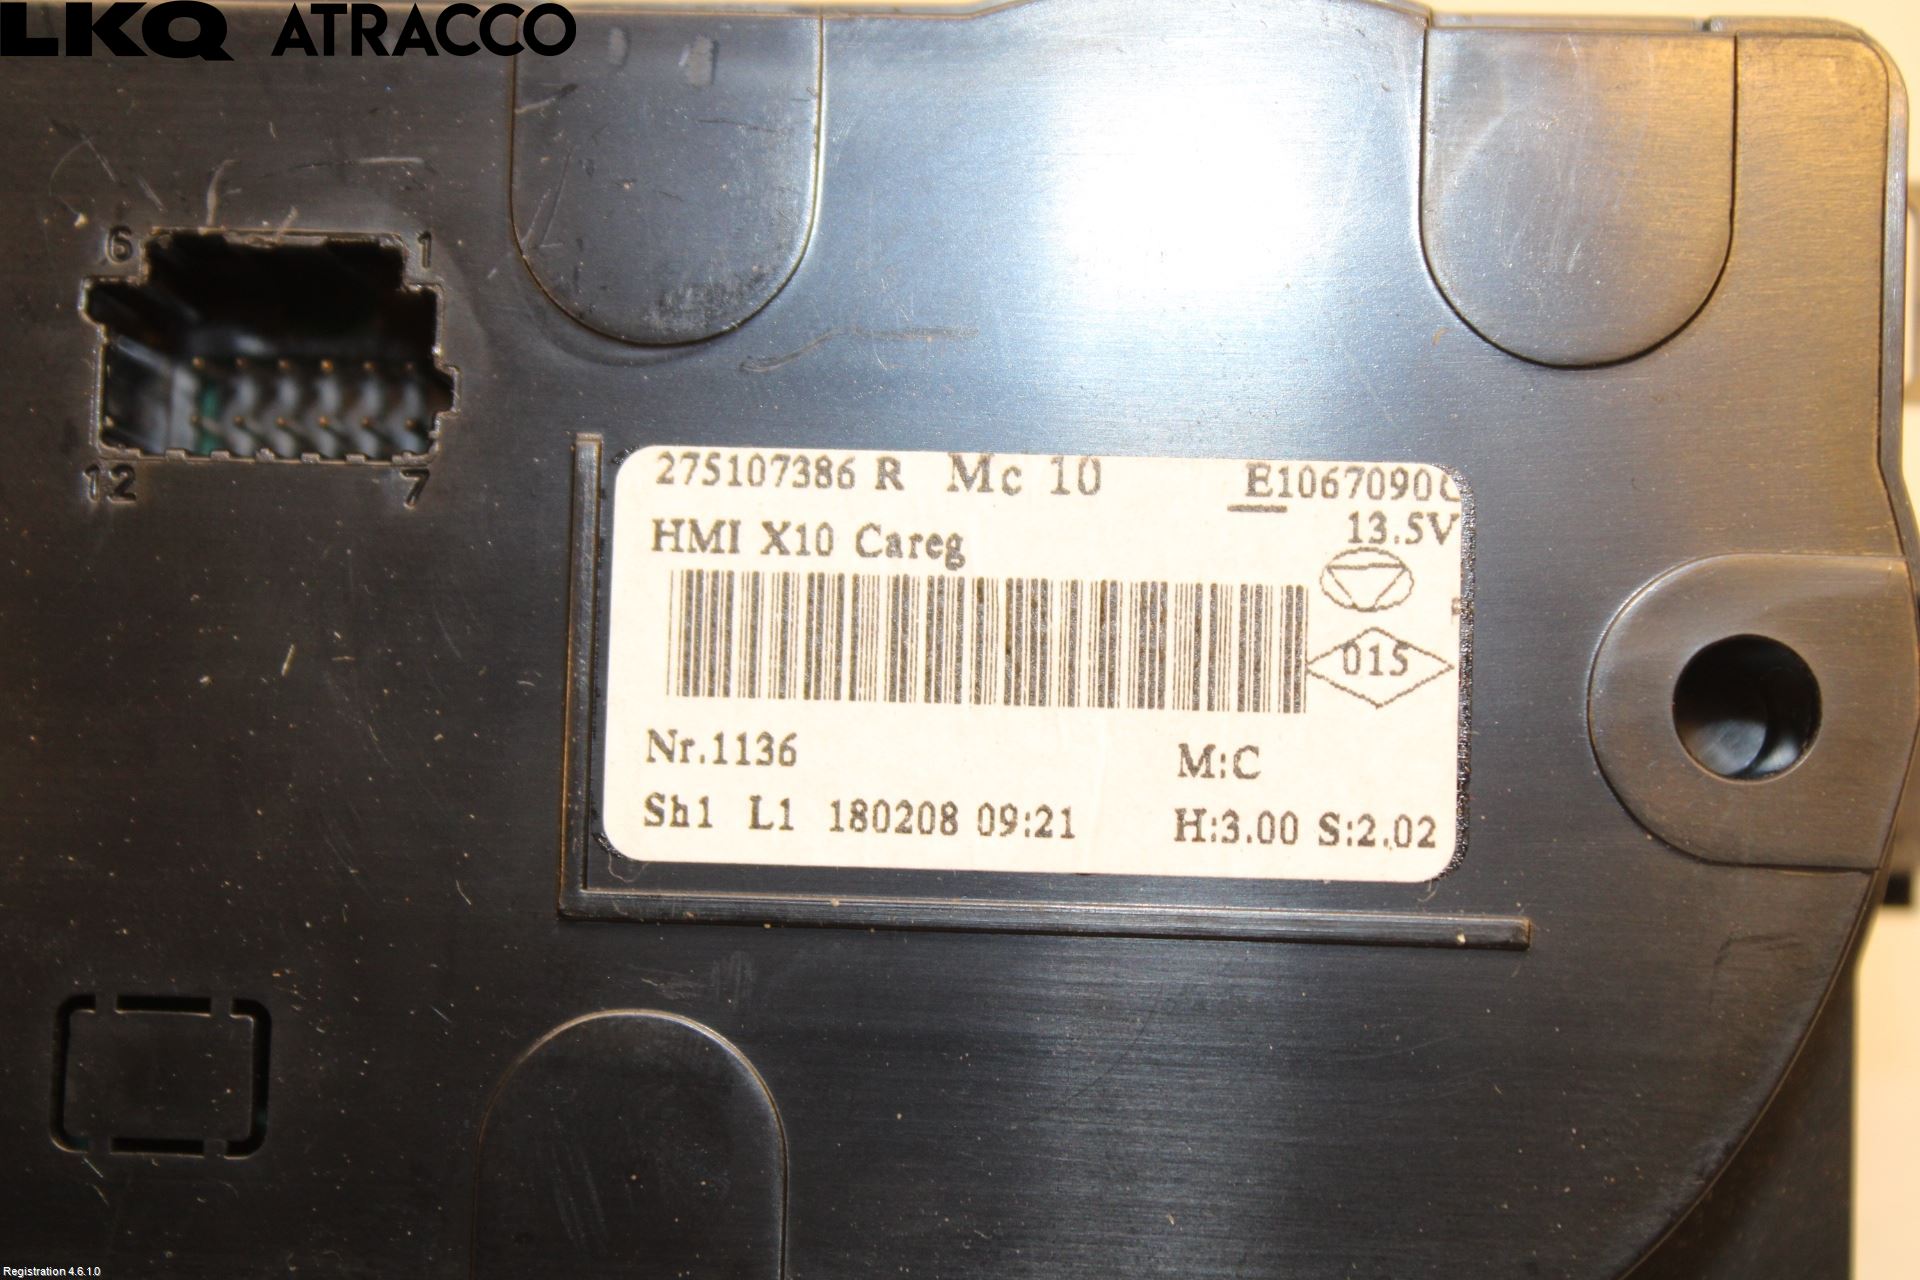 LKQ ATRACCO
6 1
12 7
275107386 R Mc 10 E1067090
HMI X10 Careg 13.5V
015
Nr.1136 M:C
Sh1 L1 180208 09:21 H:3.00 S:2.02
Registration 4.6.1.0